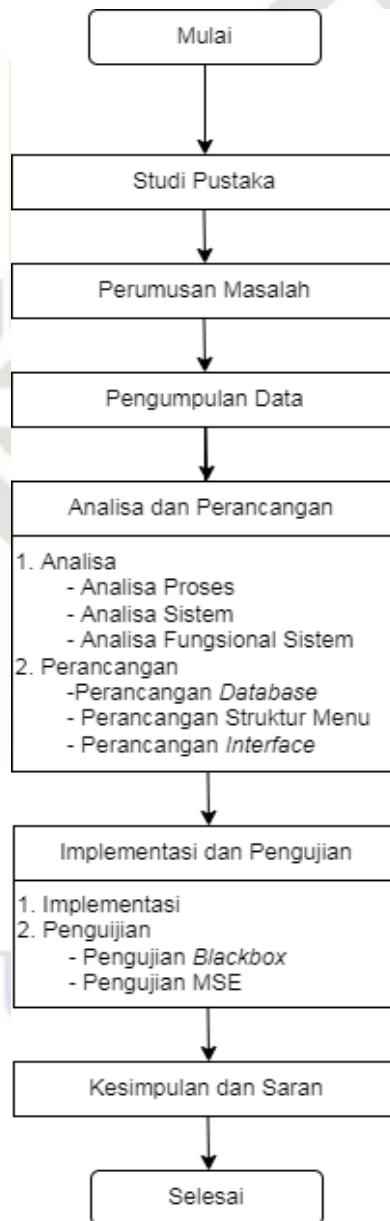 Mulai
Studi Pustaka
Perumusan Masalah
Pengumpulan Data
Analisa dan Perancangan
1. Analisa
- Analisa Proses
- Analisa Sistem
- Analisa Fungsional Sistem
2. Perancangan
-Perancangan Database
- Perancangan Struktur Menu
- Perancangan Interface
Implementasi dan Pengujian
1. Implementasi
2. Penguijian
- Pengujian Blackbox
- Pengujian MSE
Kesimpulan dan Saran
Selesai